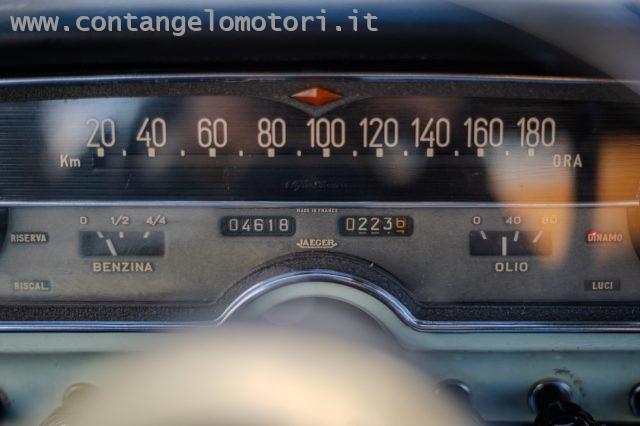 www.contangelomotori.it
20 40 60 80 100 120 140 160 180
Km ORA
MADE IN FRANCE
0 1/2 4/4 04618 0223 0 40 80
RISERVA JAEGER DINAMO
BENZINA OLIO
RISCAL. LUCI